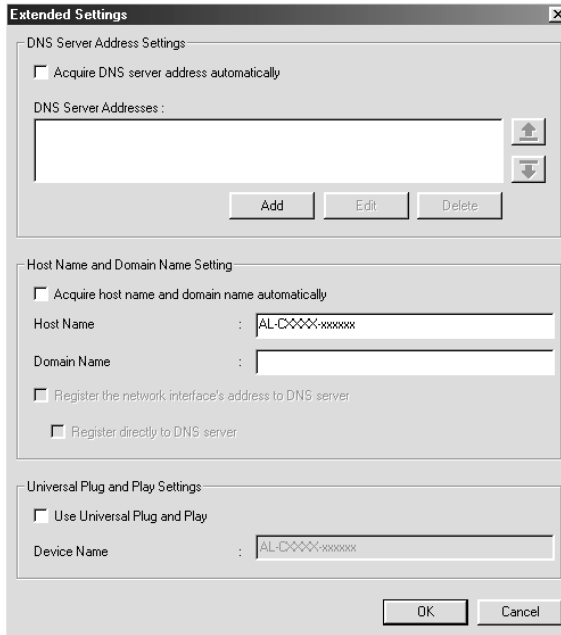 Extended Settings
DNS Server Address Settings
Acquire DNS server address automatically
DNS Server Addresses :
Add Edit Delete
Host Name and Domain Name Setting
Acquire host name and domain name automatically
Host Name : AL-CXXXX-xxxxxx
Domain Name :
Register the network interface's address to DNS server
Register directly to DNS server
Universal Plug and Play Settings
Use Universal Plug and Play
Device Name : AL-CXXXX-xxxxxx
OK Cancel